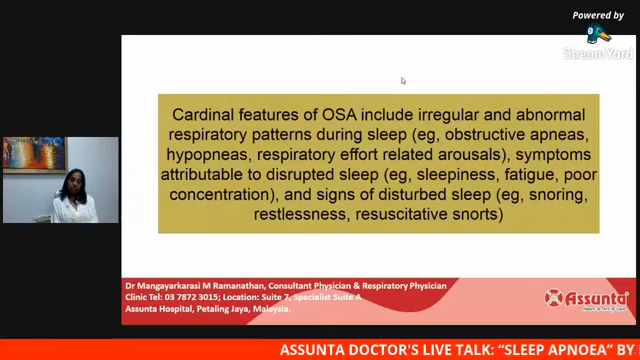 Powered by
StreamYard
Cardinal features of OSA include irregular and abnormal
respiratory patterns during sleep (eg, obstructive apneas,
hypopneas, respiratory effort related arousals), symptoms
attributable to disrupted sleep (eg, sleepiness, fatigue, poor
concentration), and signs of disturbed sleep (eg, snoring,
restlessness, resuscitative snorts)
Dr Mangayarkarasi M Ramanathan, Consultant Physician & Respiratory Physician
Clinic Tel: 03 7872 3015; Location: Suite 7, Specialist Suite A
Assunta Hospital, Petaling Jaya, Malaysia.
Assunta
ASSUNTA DOCTOR'S LIVE TALK: "SLEEP APNOEA" BY